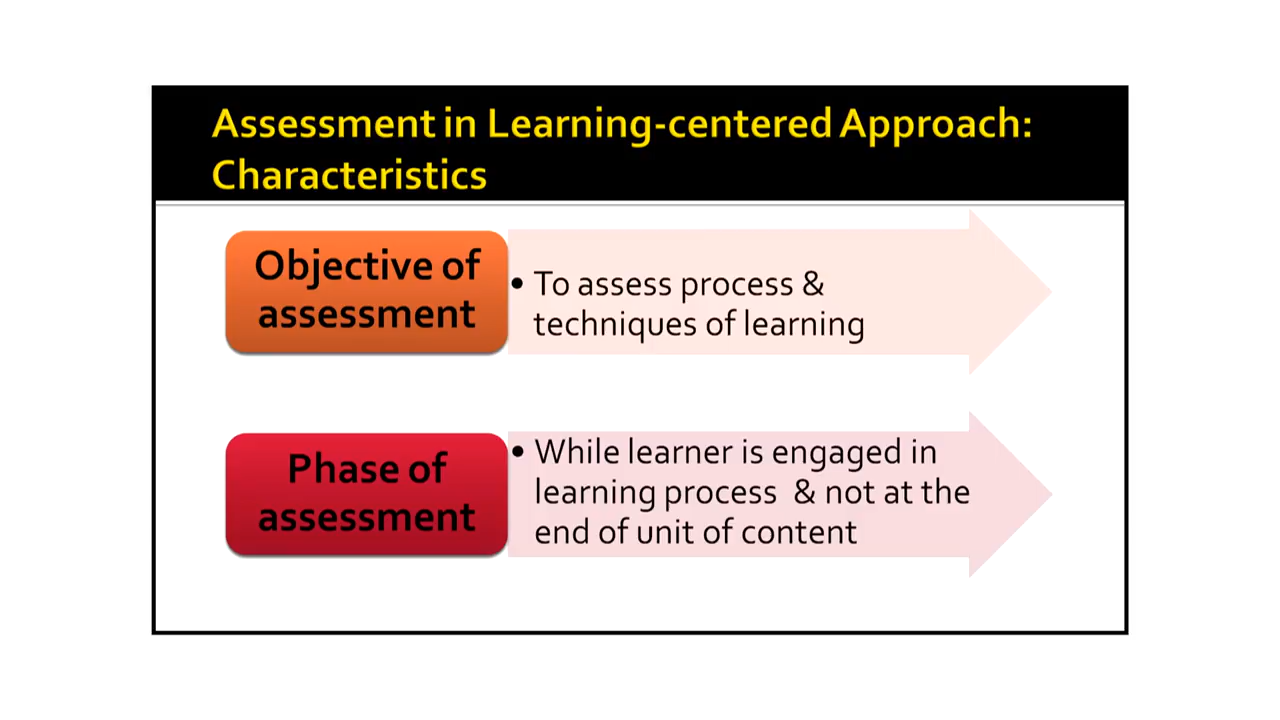 Assessment in Learning-centered Approach:
Characteristics
Objective of
assessment
• To assess process &
techniques of learning
Phase of
assessment
• While learner is engaged in
learning process & not at the
end of unit of content